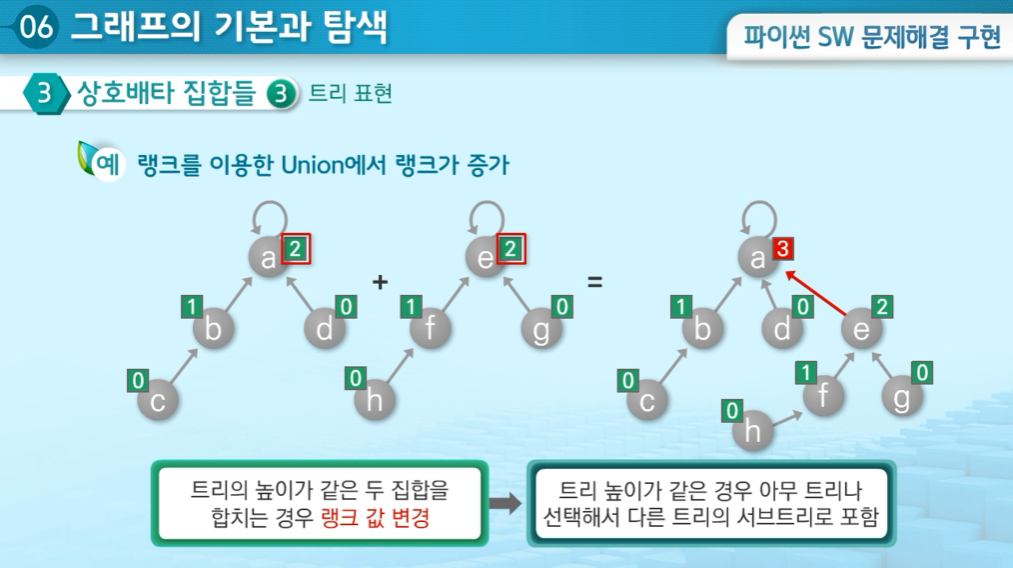 06 그래프의 기본과 탐색
파이썬 SW 문제해결 구현
3 상호배타 집합들 3 트리 표현
예 랭크를 이용한 Union에서 랭크가 증가
a 2 + e 2 = a 3
1 b 0 d 1 f 0 g 1 b 0 d e 2
0 c 0 h 0 c 0 h 1 f 0 g
트리의 높이가 같은 두 집합을
합치는 경우 랭크 값 변경
트리 높이가 같은 경우 아무 트리나
선택해서 다른 트리의 서브트리로 포함